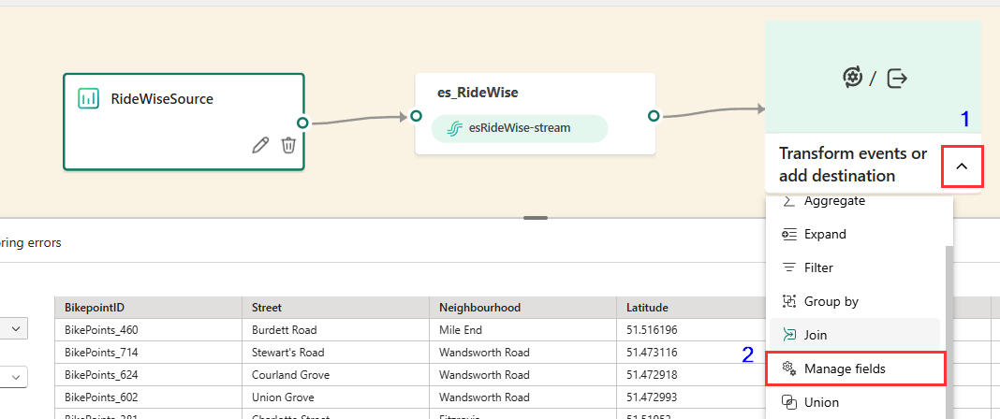 RideWiseSource
es_RideWise
esRideWise-stream
/
1
Transform events or
add destination
Aggregate
Expand
Filter
Group by
Join
2
Manage fields
Union
ring errors
BikepointID Street Neighbourhood Latitude
BikePoints_460 Burdett Road Mile End 51.516196
BikePoints_714 Stewart's Road Wandsworth Road 51.473116
BikePoints_624 Courland Grove Wandsworth Road 51.472918
BikePoints_602 Union Grove Wandsworth Road 51.472993
BikePoints_381 Charlotte Street Fitzrovia 51.51953